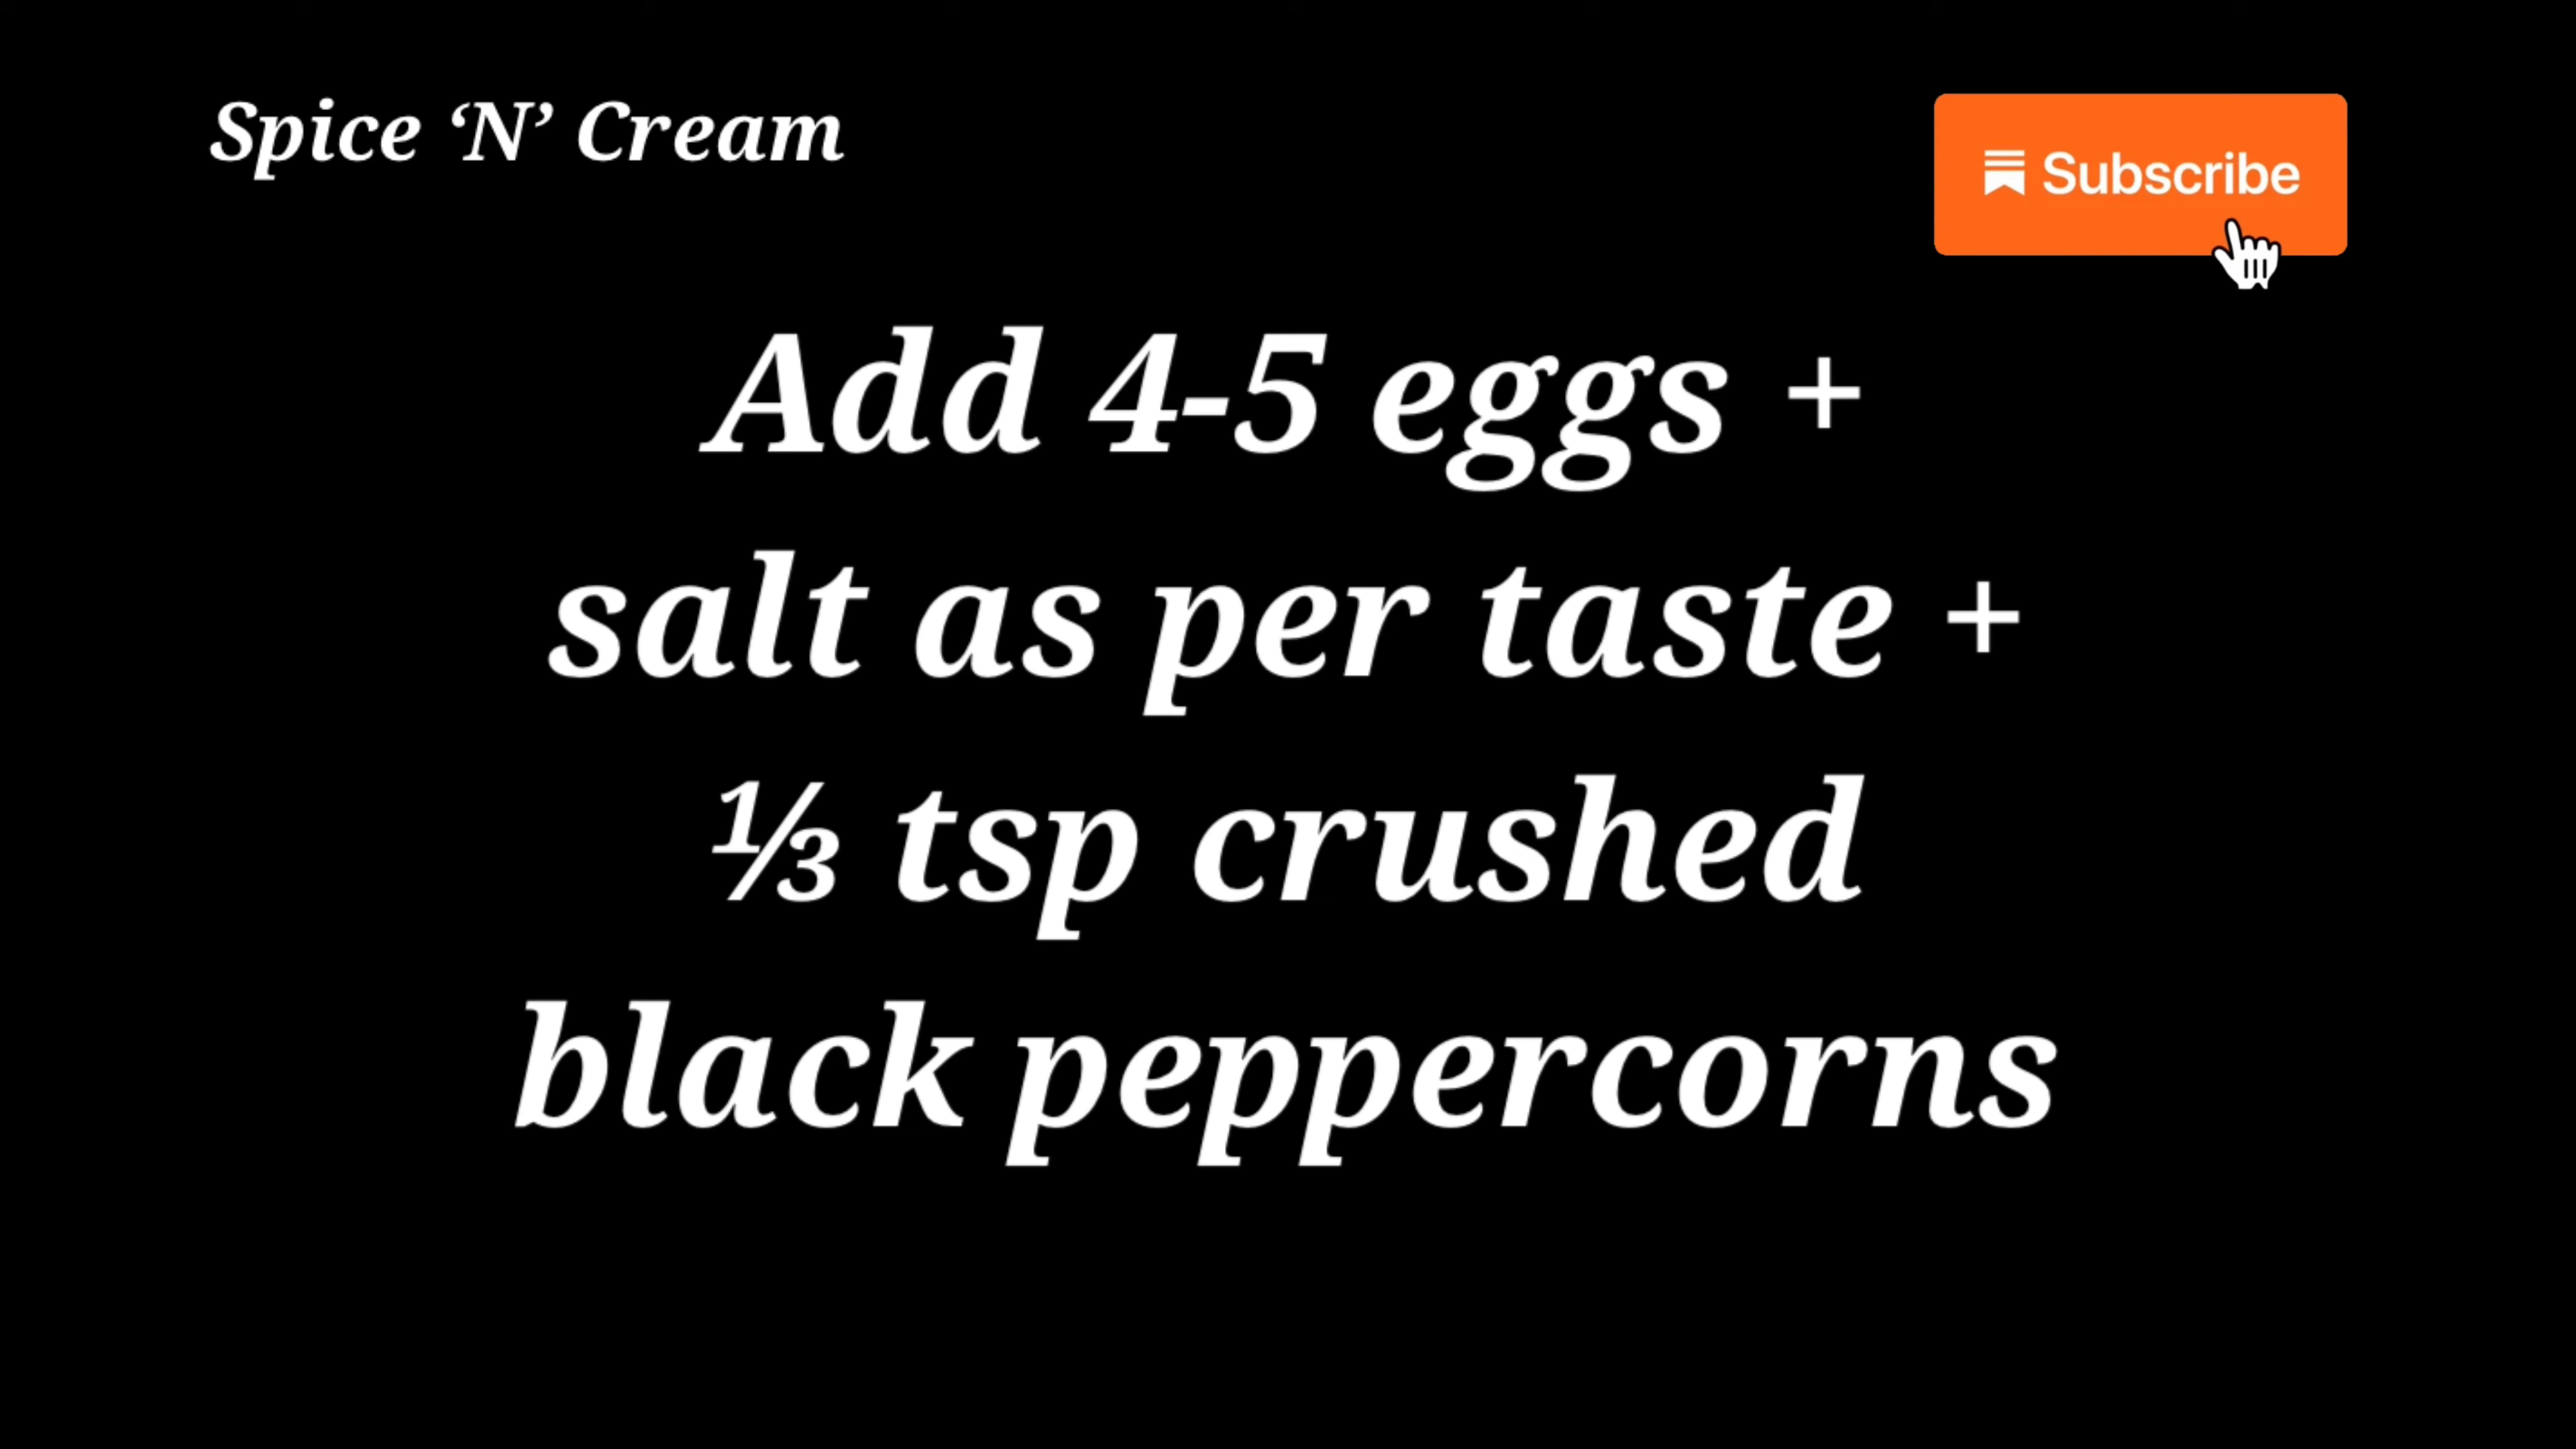 Spice ‘N’ Cream
Subscribe
Add 4-5 eggs +
salt as per taste +
⅓ tsp crushed
black peppercorns